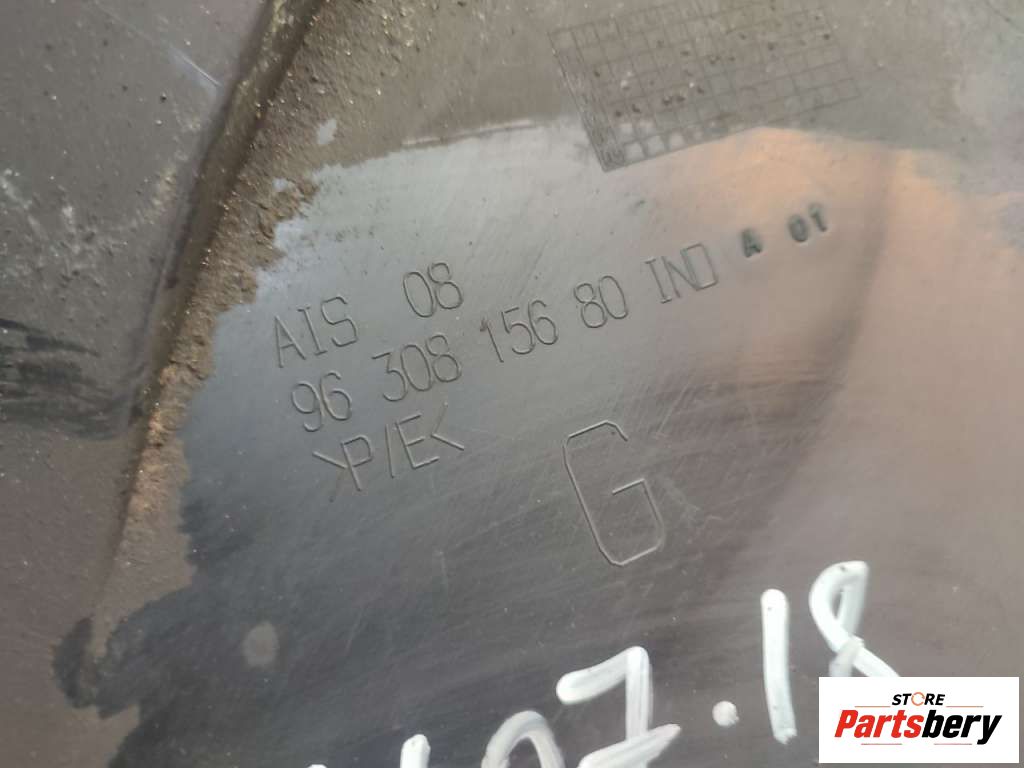 AIS 08
96 308 156 80 IND A 01
>P/E<
G
STORE
Partsbery